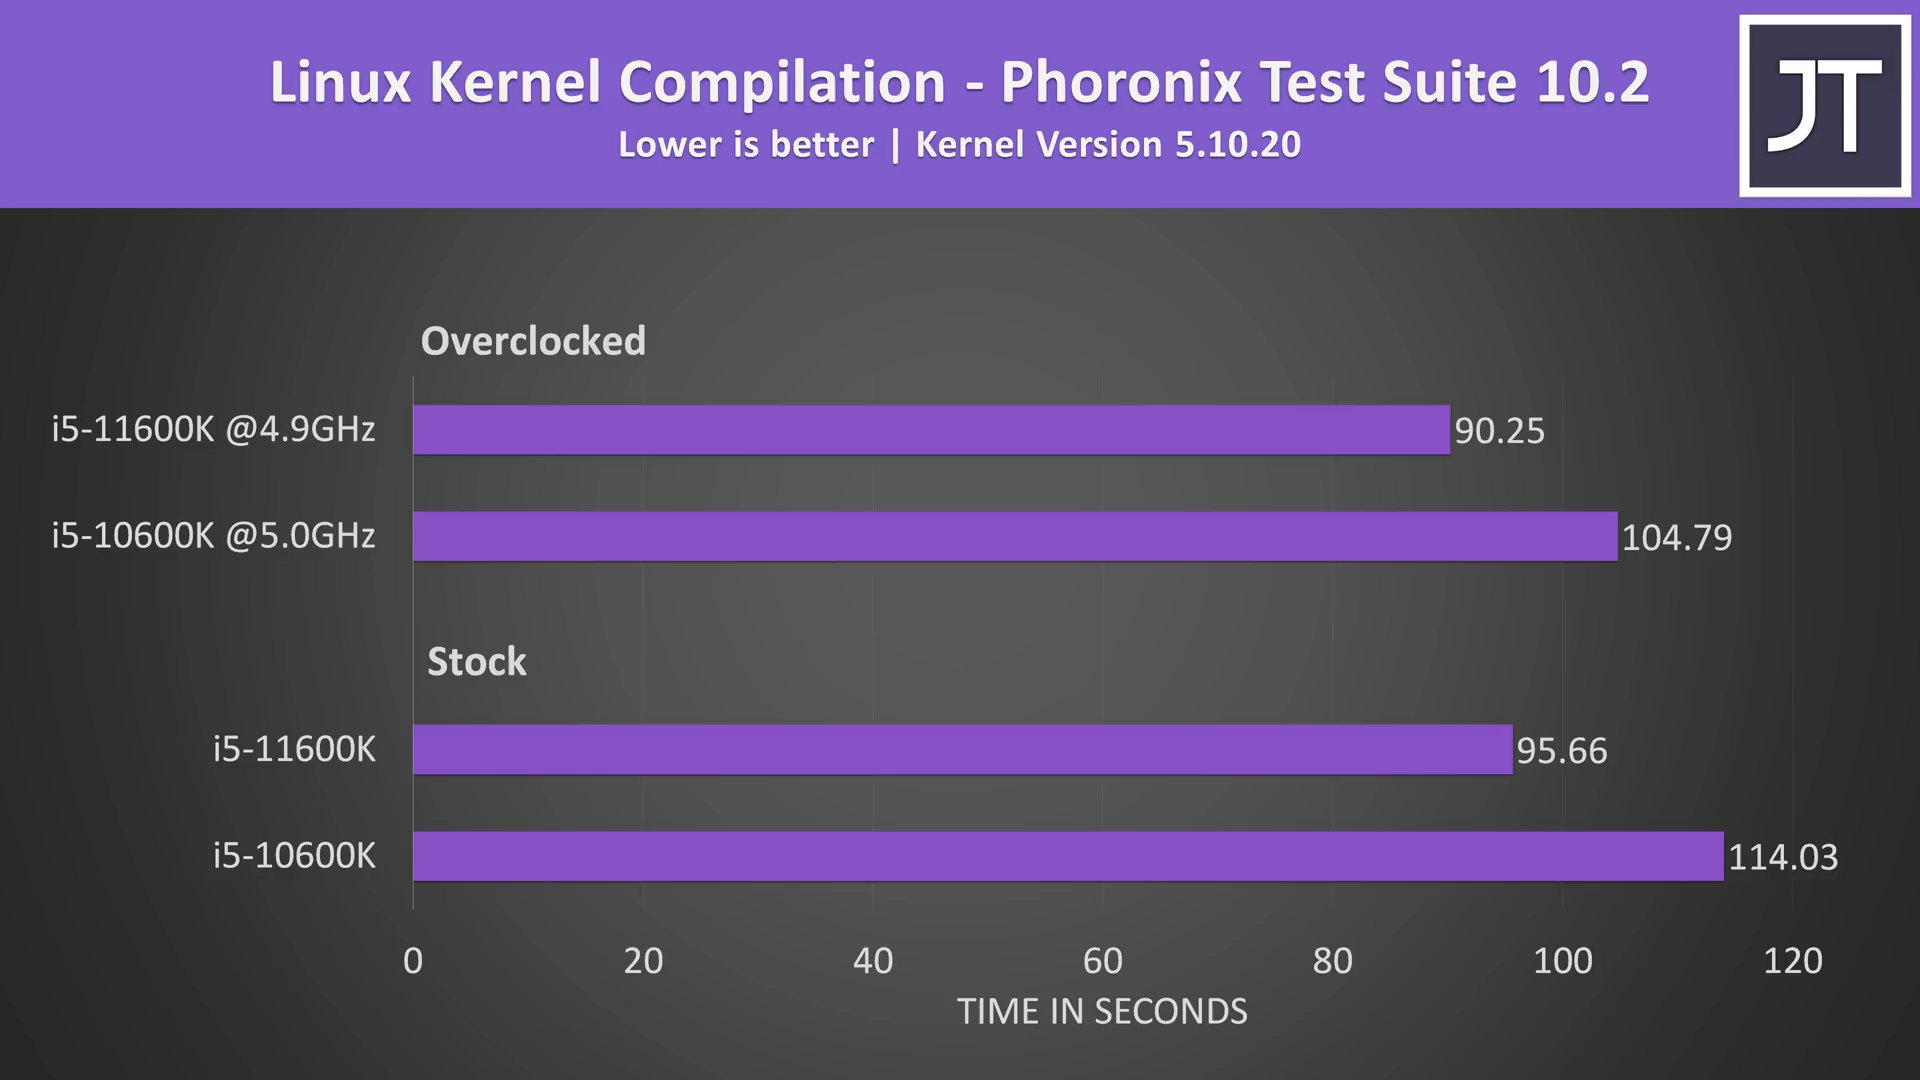 Linux Kernel Compilation - Phoronix Test Suite 10.2
Lower is better | Kernel Version 5.10.20
JT
Overclocked
i5-11600K @4.9GHz 90.25
i5-10600K @5.0GHz 104.79
Stock
i5-11600K 95.66
i5-10600K 114.03
0 20 40 60 80 100 120
TIME IN SECONDS